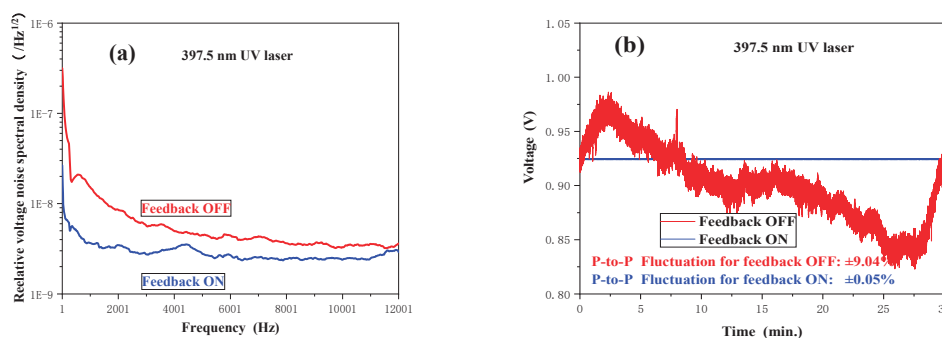 (a)
397.5 nm UV laser
Reelative voltage noise spectral density (/Hz^1/2)
1E-6
1E-7
1E-8
1E-9
Feedback OFF
Feedback ON
1
2001
4001
6001
8001
10001
12001
Frequency (Hz)
(b)
397.5 nm UV laser
Voltage (V)
1.05
1.00
0.95
0.90
0.85
0.80
Feedback OFF
Feedback ON
P-to-P Fluctuation for feedback OFF: ±9.04%
P-to-P Fluctuation for feedback ON: ±0.05%
0
5
10
15
20
25
Time (min.)